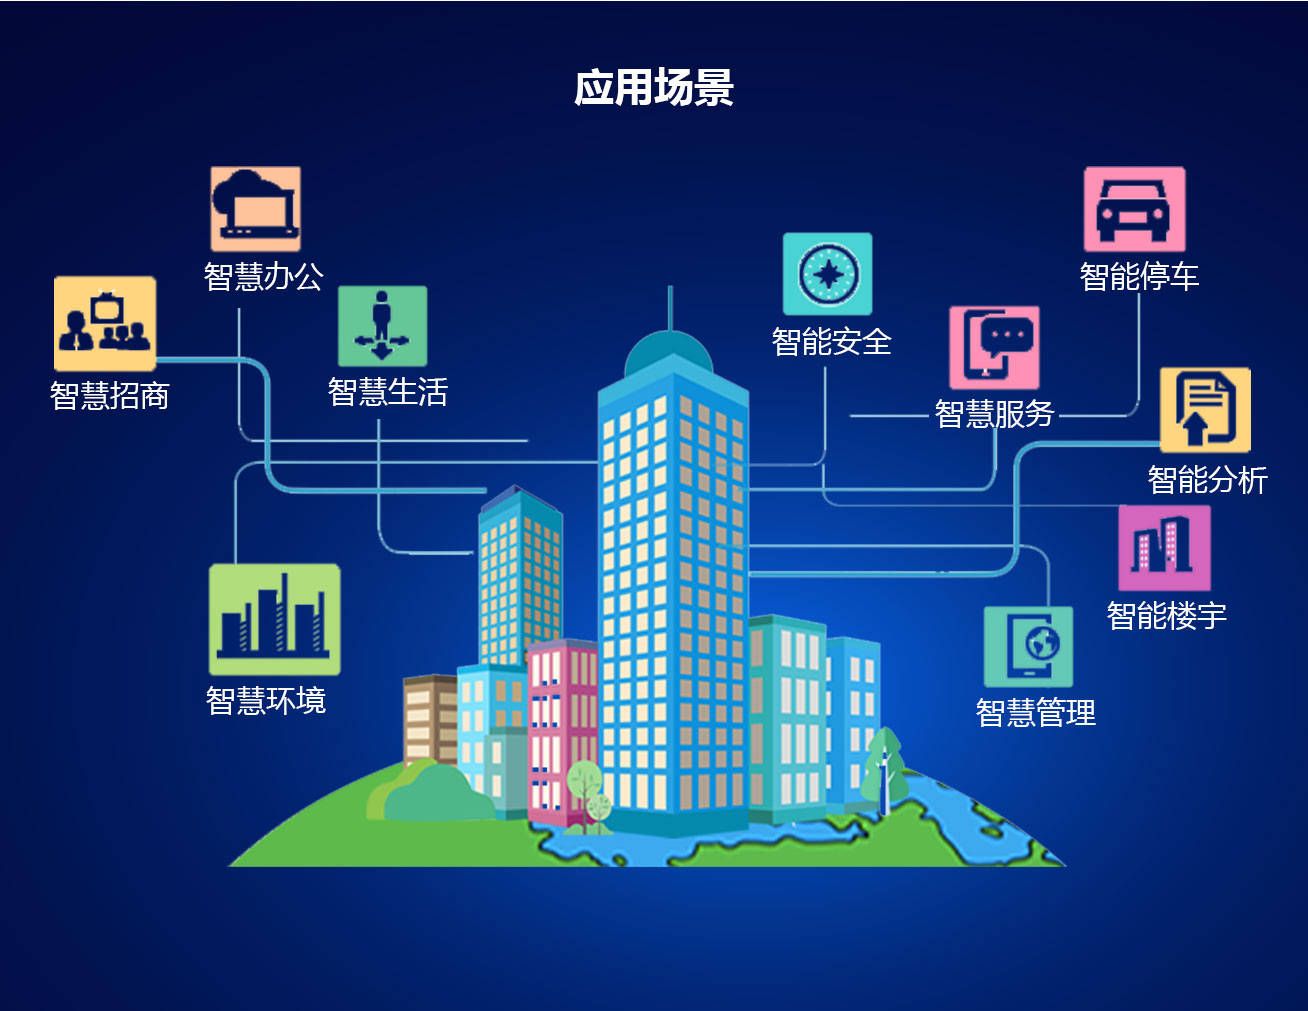 应用场景
智慧办公
智慧招商
智慧生活
智慧环境
智能安全
智慧服务
智能停车
智能分析
智能楼宇
智慧管理